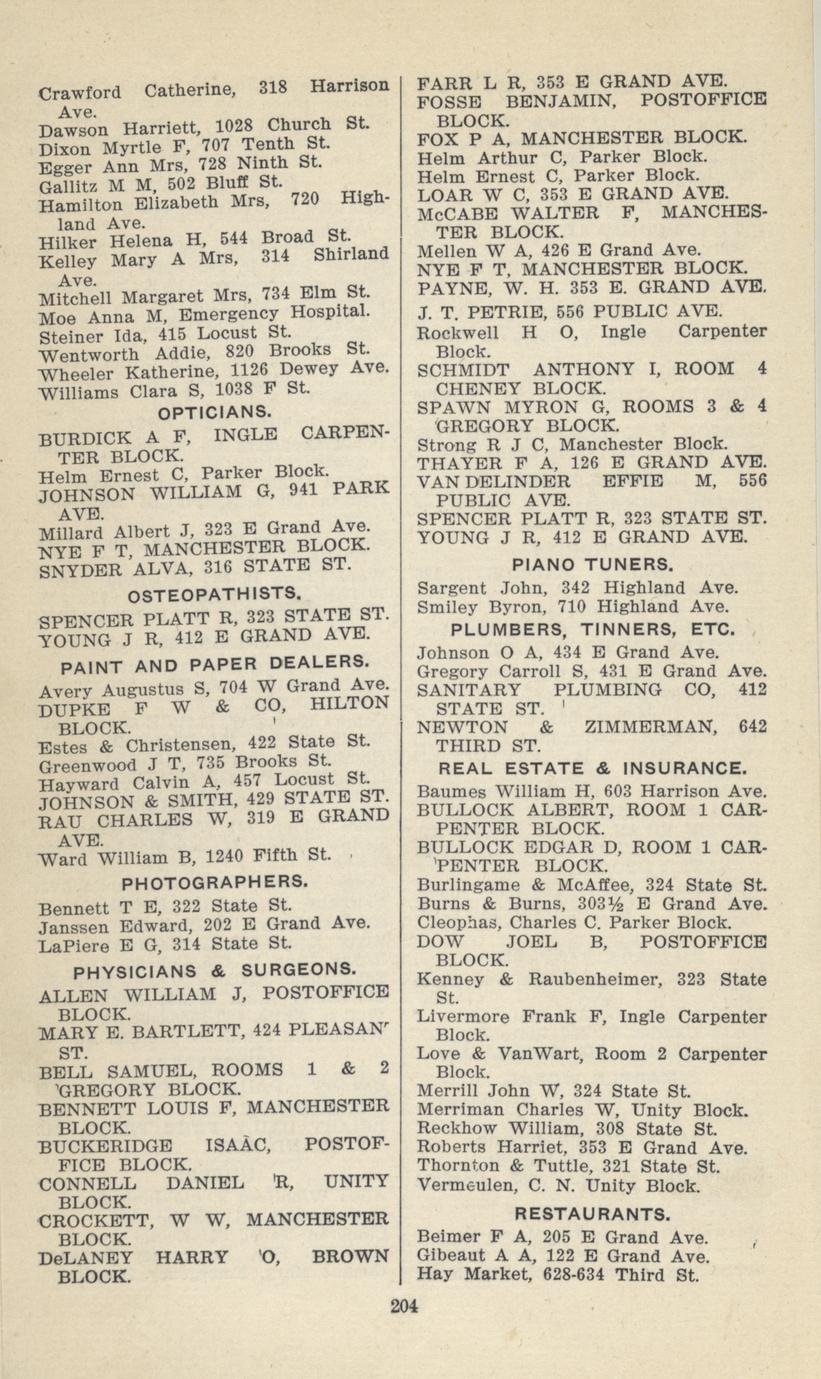 Crawford Catherine, 318 Harrison
Ave.
Dawson Harriett, 1028 Church St.
Dixon Myrtle F, 707 Tenth St.
Egger Ann Mrs, 728 Ninth St.
Gallitz M M, 502 Bluff St.
Hamilton Elizabeth Mrs, 720 High-
land Ave.
Hilker Helena H, 544 Broad St.
Kelley Mary A Mrs, 314 Shirland
Ave.
Mitchell Margaret Mrs, 734 Elm St.
Moe Anna M, Emergency Hospital.
Steiner Ida, 415 Locust St.
Wentworth Addie, 820 Brooks St.
Wheeler Katherine, 1126 Dewey Ave.
Williams Clara S, 1038 F St.
OPTICIANS.
BURDICK A F, INGLE CARPEN-
TER BLOCK.
Helm Ernest C, Parker Block.
JOHNSON WILLIAM G, 941 PARK
AVE.
Millard Albert J, 323 E Grand Ave.
NYE F T, MANCHESTER BLOCK.
SNYDER ALVA, 316 STATE ST.
OSTEOPATHISTS.
SPENCER PLATT R, 323 STATE ST.
YOUNG J R, 412 E GRAND AVE.
PAINT AND PAPER DEALERS.
Avery Augustus S, 704 W Grand Ave.
DUPKE F W & CO, HILTON
BLOCK.
Estes & Christensen, 422 State St.
Greenwood J T, 735 Brooks St.
Hayward Calvin A, 457 Locust St.
JOHNSON & SMITH, 429 STATE ST.
RAU CHARLES W, 319 E GRAND
AVE.
Ward William B, 1240 Fifth St.
PHOTOGRAPHERS.
Bennett T E, 322 State St.
Janssen Edward, 202 E Grand Ave.
LaPiere E G, 314 State St.
PHYSICIANS & SURGEONS.
ALLEN WILLIAM J, POSTOFFICE
BLOCK.
MARY E. BARTLETT, 424 PLEASANT
ST.
BELL SAMUEL, ROOMS 1 & 2
GREGORY BLOCK.
BENNETT LOUIS F, MANCHESTER
BLOCK.
BUCKERIDGE ISAAC, POSTOF-
FICE BLOCK.
CONNELL DANIEL R, UNITY
BLOCK.
CROCKETT, W W, MANCHESTER
BLOCK.
DeLANEY HARRY O, BROWN
BLOCK.
FARR L R, 353 E GRAND AVE.
FOSSE BENJAMIN, POSTOFFICE
BLOCK.
FOX P A, MANCHESTER BLOCK.
Helm Arthur C, Parker Block.
Helm Ernest C, Parker Block.
LOAR W C, 353 E GRAND AVE.
McCABE WALTER F, MANCHES-
TER BLOCK.
Mellen W A, 426 E Grand Ave.
NYE F T, MANCHESTER BLOCK.
PAYNE, W. H. 353 E. GRAND AVE.
J. T. PETRIE, 556 PUBLIC AVE.
Rockwell H O, Ingle Carpenter
Block.
SCHMIDT ANTHONY I, ROOM 4
CHENEY BLOCK.
SPAWN MYRON G, ROOMS 3 & 4
GREGORY BLOCK.
Strong R J C, Manchester Block.
THAYER F A, 126 E GRAND AVE.
VAN DELINDER EFFIE M, 556
PUBLIC AVE.
SPENCER PLATT R, 323 STATE ST.
YOUNG J R, 412 E GRAND AVE.
PIANO TUNERS.
Sargent John, 342 Highland Ave.
Smiley Byron, 710 Highland Ave.
PLUMBERS, TINNERS, ETC.
Johnson O A, 434 E Grand Ave.
Gregory Carroll S, 431 E Grand Ave.
SANITARY PLUMBING CO, 412
STATE ST.
NEWTON & ZIMMERMAN, 642
THIRD ST.
REAL ESTATE & INSURANCE.
Baumes William H, 603 Harrison Ave.
BULLOCK ALBERT, ROOM 1 CAR-
PENTER BLOCK.
BULLOCK EDGAR D, ROOM 1 CAR-
PENTER BLOCK.
Burlingame & McAffee, 324 State St.
Burns & Burns, 303½ E Grand Ave.
Cleophas, Charles C. Parker Block.
DOW JOEL B, POSTOFFICE
BLOCK.
Kenney & Raubenheimer, 323 State
St.
Livermore Frank F, Ingle Carpenter
Block.
Love & VanWart, Room 2 Carpenter
Block.
Merrill John W, 324 State St.
Merriman Charles W, Unity Block.
Reckhow William, 308 State St.
Roberts Harriet, 353 E Grand Ave.
Thornton & Tuttle, 321 State St.
Vermeulen, C. N. Unity Block.
RESTAURANTS.
Beimer F A, 205 E Grand Ave.
Gibeaut A A, 122 E Grand Ave.
Hay Market, 628-634 Third St.
204